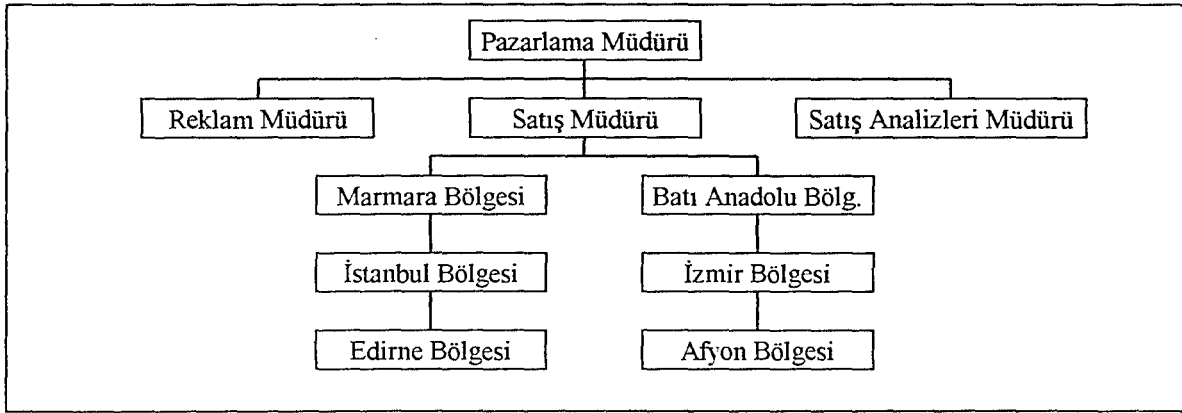 Pazarlama Müdürü
Reklam Müdürü
Satış Müdürü
Satış Analizleri Müdürü
Marmara Bölgesi
Batı Anadolu Bölg.
İstanbul Bölgesi
İzmir Bölgesi
Edirne Bölgesi
Afyon Bölgesi